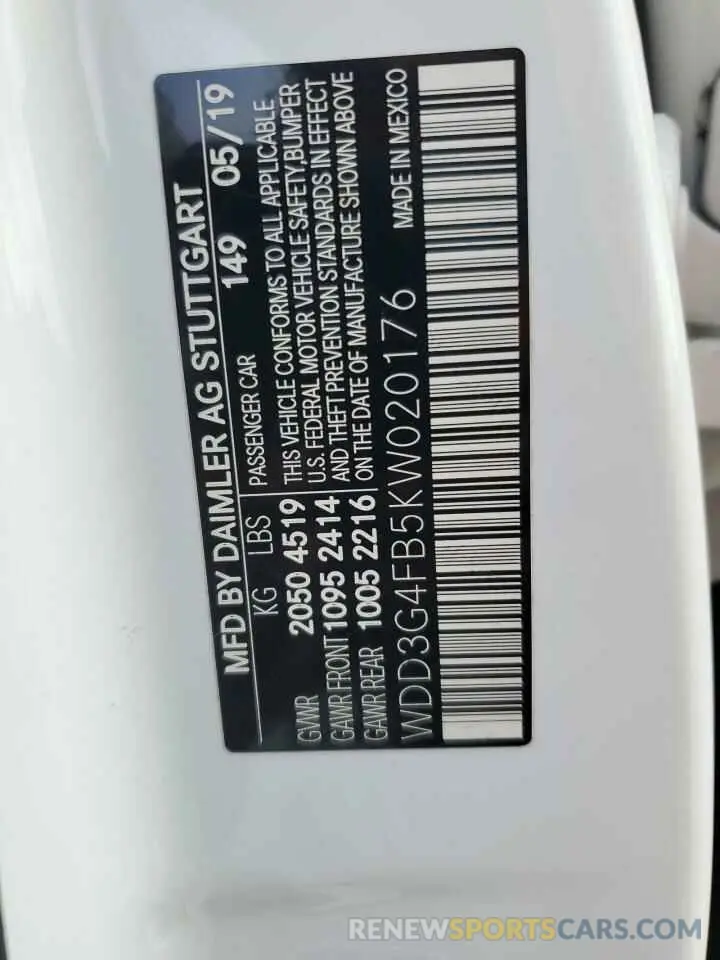 MFD BY DAIMLER AG STUTTGART
149 05/19
KG LBS PASSENGER CAR
GVWR 2050 4519
GAWR FRONT 1095 2414
GAWR REAR 1005 2216
THIS VEHICLE CONFORMS TO ALL APPLICABLE
U.S. FEDERAL MOTOR VEHICLE SAFETY,BUMPER
AND THEFT PREVENTION STANDARDS IN EFFECT
ON THE DATE OF MANUFACTURE SHOWN ABOVE
WDD3G4FB5KW020176 MADE IN MEXICO
RENEWSPORTSCARS.COM